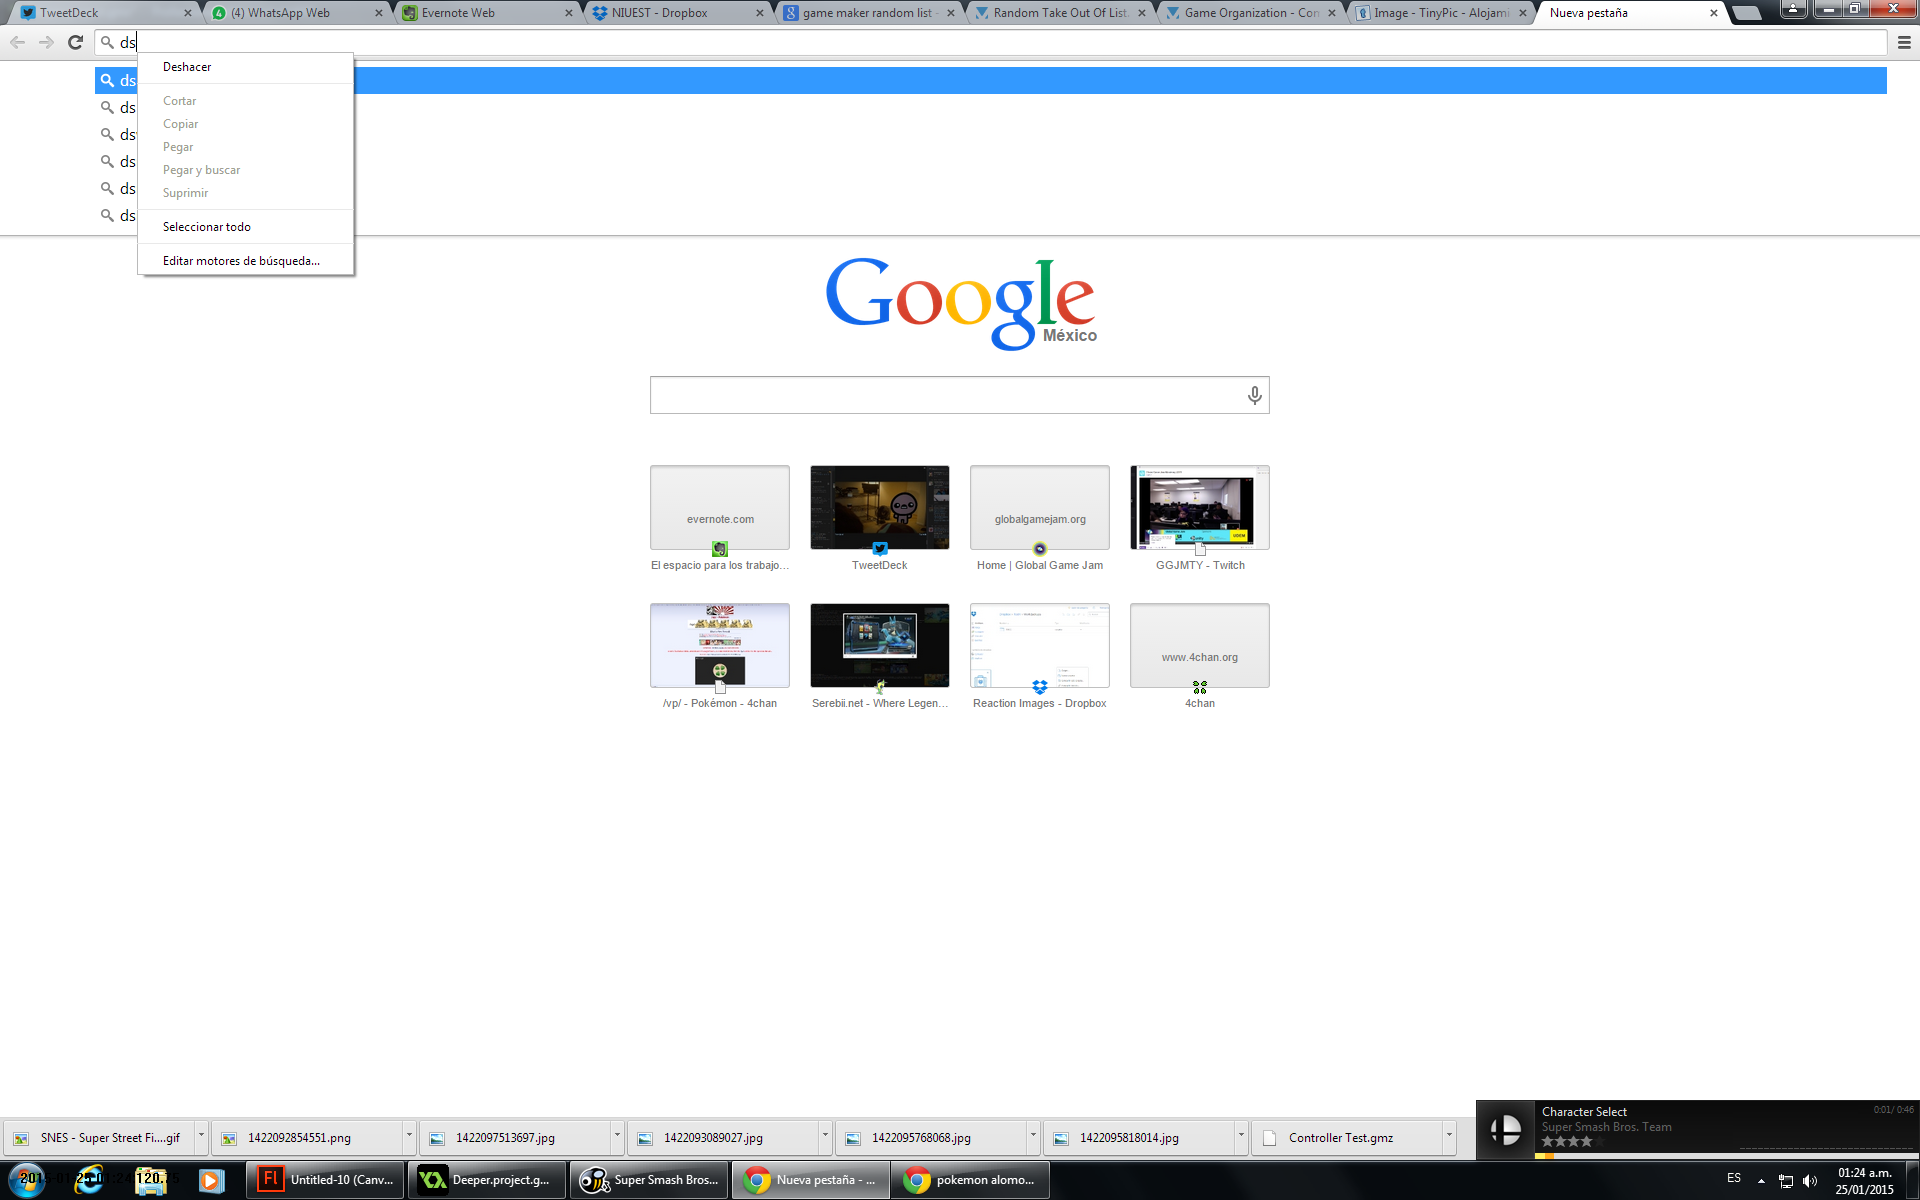 TweetDeck
(4) WhatsApp Web
Evernote Web
NIUEST - Dropbox
game maker random list -
Random Take Out Of List.
Game Organization - Con
Image - TinyPic - Alojami
Nueva pestaña
ds
Deshacer
Cortar
Copiar
Pegar
Pegar y buscar
Suprimir
Seleccionar todo
Editar motores de búsqueda...
ds
ds
ds
ds
ds
Google
México
evernote.com
globalgamejam.org
El espacio para los trabajo...
TweetDeck
Home | Global Game Jam
GGJMTY - Twitch
www.4chan.org
/vp/ - Pokémon - 4chan
Serebii.net - Where Legen...
Reaction Images - Dropbox
4chan
Character Select
0:01/ 0:46
Super Smash Bros. Team
SNES - Super Street Fi....gif
1422092854551.png
1422097513697.jpg
1422093089027.jpg
1422095768068.jpg
1422095818014.jpg
Controller Test.gmz
2015-01-25 01:24:120.75
Untitled-10 (Canv...
Deeper.project.g...
Super Smash Bros...
Nueva pestaña - ...
pokemon alomo...
ES
01:24 a.m.
25/01/2015